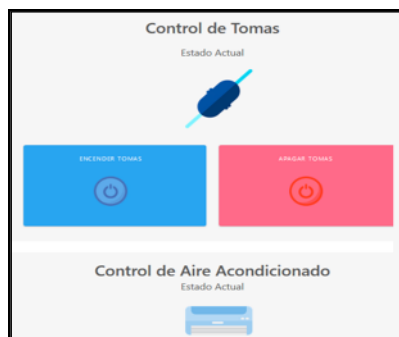 Control de Tomas
Estado Actual
ENCENDER TOMAS
APAGAR TOMAS
Control de Aire Acondicionado
Estado Actual